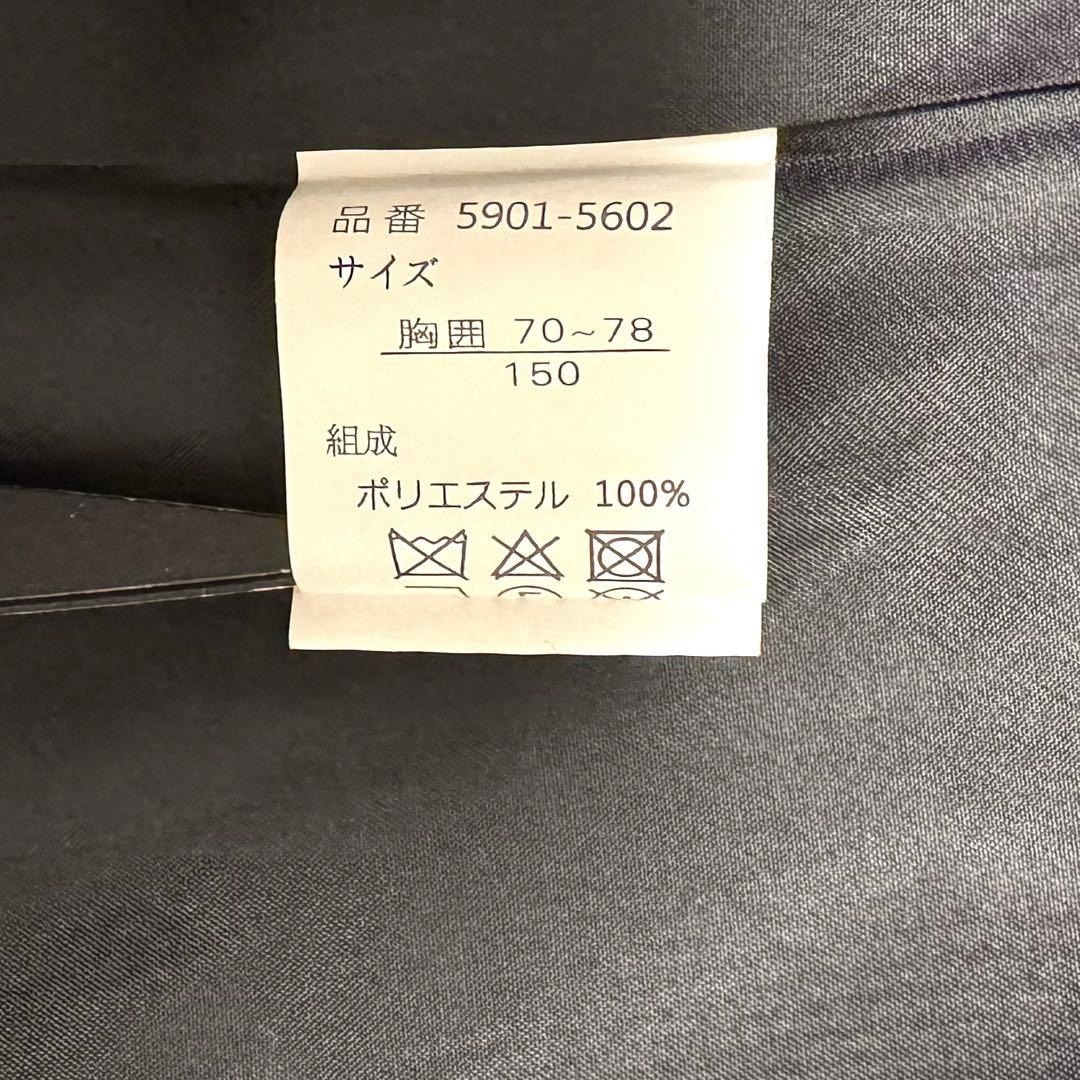 品番 5901-5602
サイズ
胸囲 70~78
150
組成
ポリエステル 100%